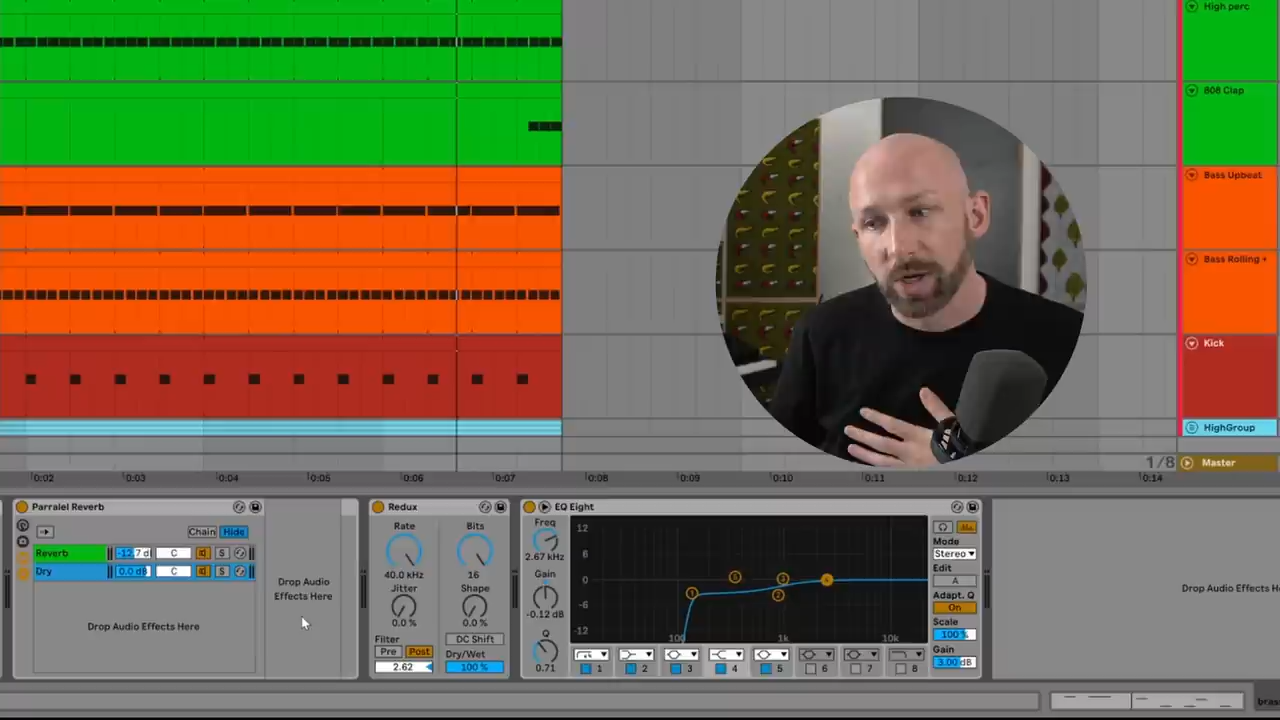 High perc
808 Clap
Bass Upbeat
Bass Rolling +
Kick
HighGroup
1/8
Master
0:02 0:03 0:04 0:05 0:06 0:07 0:08 0:09 0:10 0:11 0:12 0:13 0:14
Parralel Reverb
Chain Hide
Reverb -12.7 d C S
Dry 0.0 dB C S
Drop Audio Effects Here
Drop Audio
Effects Here
Redux
Rate Bits
40.0 kHz 16
Jitter Shape
0.0 % 0.0 %
Filter DC Shift
Pre Post Dry/Wet
2.62 100 %
EQ Eight
Freq
2.67 kHz
Gain
-0.12 dB
Q
0.71
12
6
0
-6
-12
100 1k 10k
1 2 3 4 5 6 7 8
Mode
Stereo
Edit
A
Adapt. Q
On
Scale
100 %
Gain
3.00 dB
Drop Audio Effects He
bras